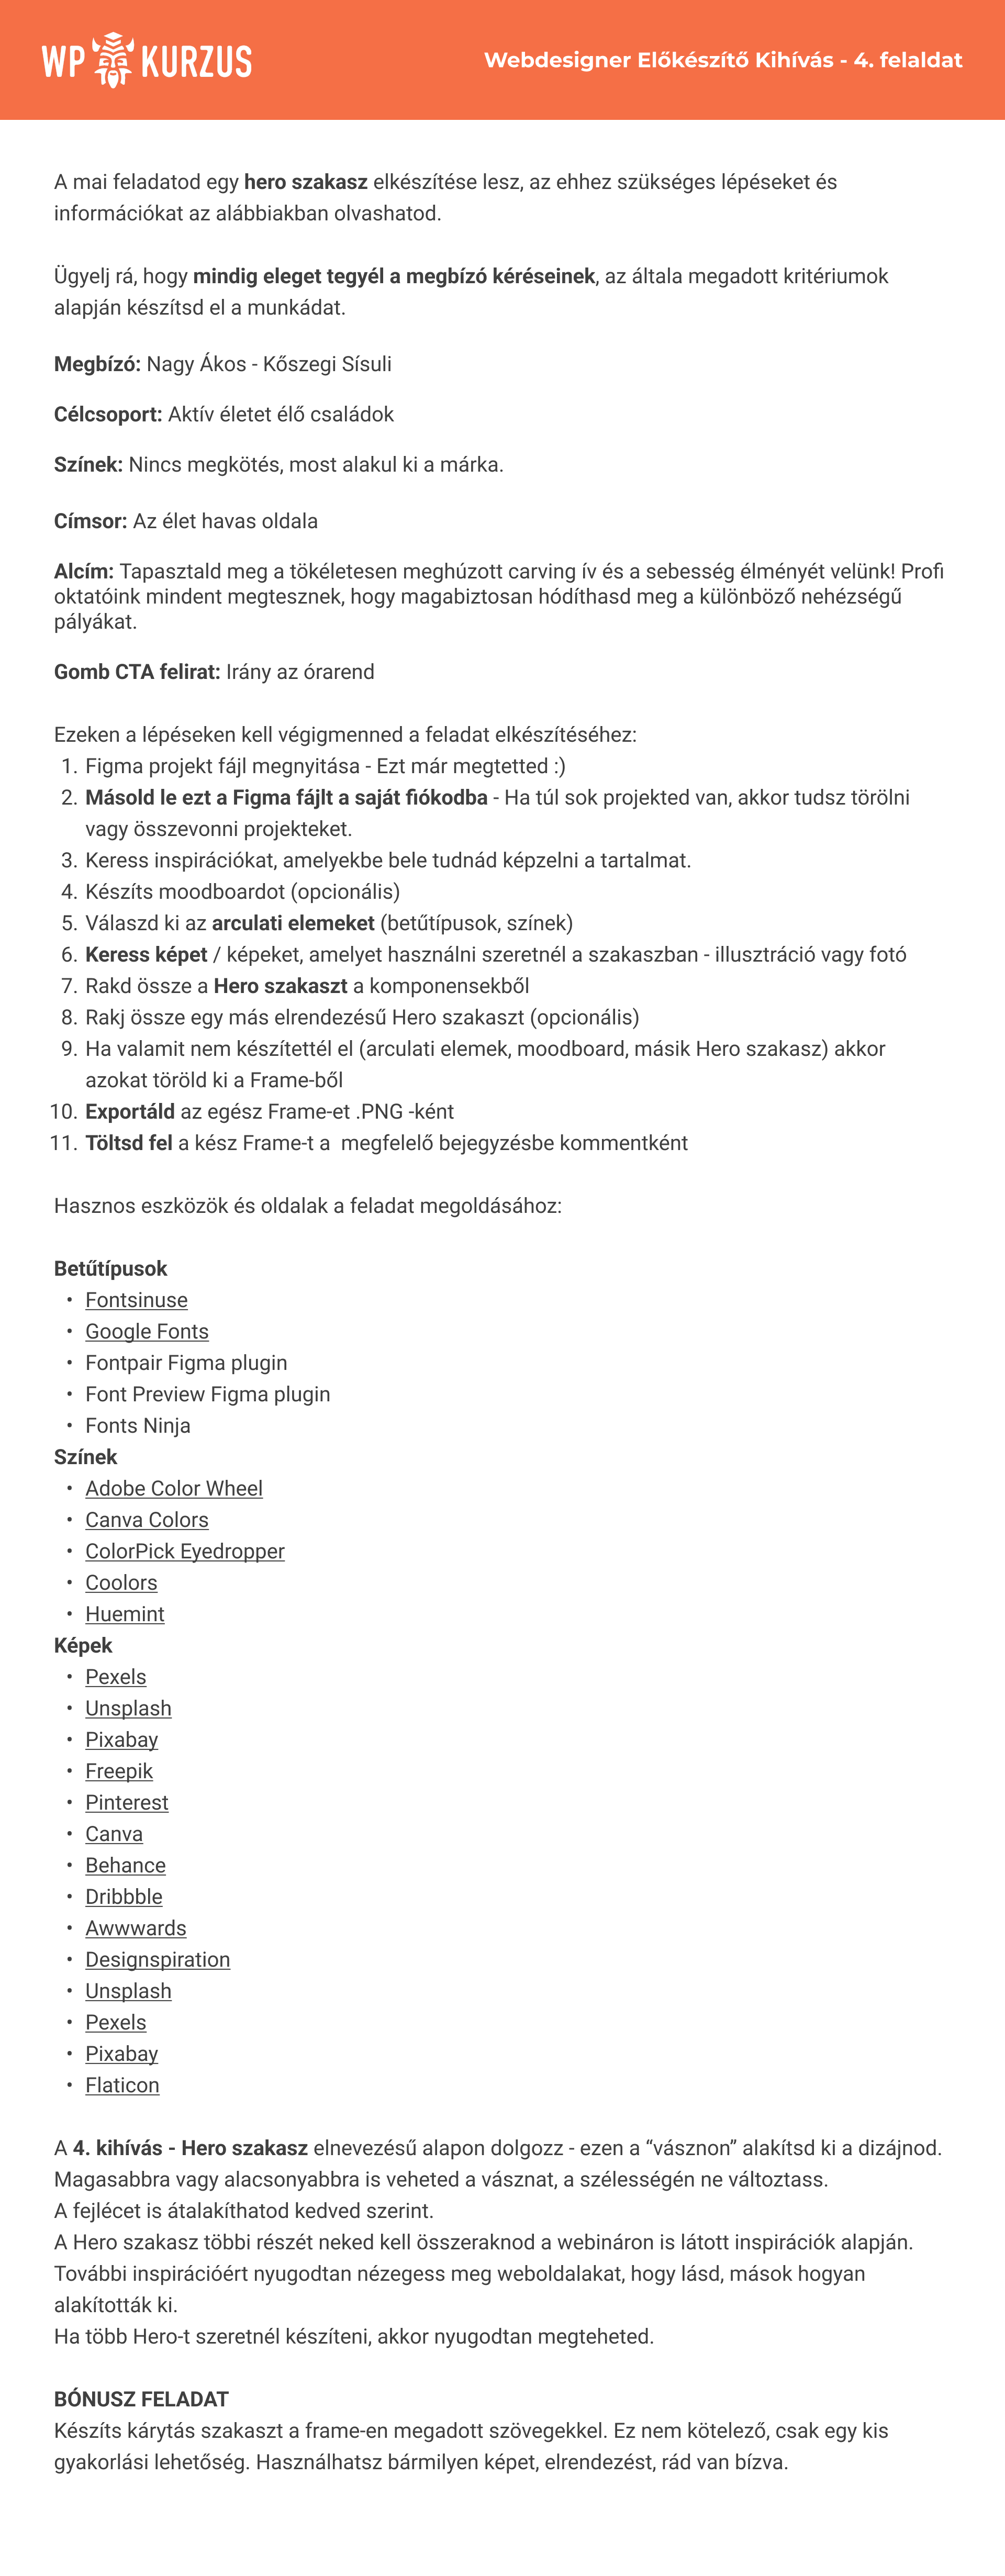 WP KURZUS
Webdesigner Előkészítő Kihívás - 4. felaldat
A mai feladatod egy hero szakasz elkészítése lesz, az ehhez szükséges lépéseket és
információkat az alábbiakban olvashatod.
Ügyelj rá, hogy mindig eleget tegyél a megbízó kéréseinek, az általa megadott kritériumok
alapján készítsd el a munkádat.
Megbízó: Nagy Ákos - Kőszegi Sísuli
Célcsoport: Aktív életet élő családok
Színek: Nincs megkötés, most alakul ki a márka.
Címsor: Az élet havas oldala
Alcím: Tapasztald meg a tökéletesen meghúzott carving ív és a sebesség élményét velünk! Profi
oktatóink mindent megtesznek, hogy magabiztosan hódíthasd meg a különböző nehézségű
pályákat.
Gomb CTA felirat: Irány az órarend
Ezeken a lépéseken kell végigmenned a feladat elkészítéséhez:
1. Figma projekt fájl megnyitása - Ezt már megtetted :)
2. Másold le ezt a Figma fájlt a saját fiókodba - Ha túl sok projekted van, akkor tudsz törölni
vagy összevonni projekteket.
3. Keress inspirációkat, amelyekbe bele tudnád képzelni a tartalmat.
4. Készíts moodboardot (opcionális)
5. Válaszd ki az arculati elemeket (betűtípusok, színek)
6. Keress képet / képeket, amelyet használni szeretnél a szakaszban - illusztráció vagy fotó
7. Rakd össze a Hero szakaszt a komponensekből
8. Rakj össze egy más elrendezésű Hero szakaszt (opcionális)
9. Ha valamit nem készítettél el (arculati elemek, moodboard, másik Hero szakasz) akkor
azokat töröld ki a Frame-ből
10. Exportáld az egész Frame-et .PNG -ként
11. Töltsd fel a kész Frame-t a  megfelelő bejegyzésbe kommentként
Hasznos eszközök és oldalak a feladat megoldásához:
Betűtípusok
• Fontsinuse
• Google Fonts
• Fontpair Figma plugin
• Font Preview Figma plugin
• Fonts Ninja
Színek
• Adobe Color Wheel
• Canva Colors
• ColorPick Eyedropper
• Coolors
• Huemint
Képek
• Pexels
• Unsplash
• Pixabay
• Freepik
• Pinterest
• Canva
• Behance
• Dribbble
• Awwwards
• Designspiration
• Unsplash
• Pexels
• Pixabay
• Flaticon
A 4. kihívás - Hero szakasz elnevezésű alapon dolgozz - ezen a “vásznon” alakítsd ki a dizájnod.
Magasabbra vagy alacsonyabbra is veheted a vásznat, a szélességén ne változtass.
A fejlécet is átalakíthatod kedved szerint.
A Hero szakasz többi részét neked kell összeraknod a webináron is látott inspirációk alapján.
További inspirációért nyugodtan nézegess meg weboldalakat, hogy lásd, mások hogyan
alakították ki.
Ha több Hero-t szeretnél készíteni, akkor nyugodtan megteheted.
BÓNUSZ FELADAT
Készíts kárytás szakaszt a frame-en megadott szövegekkel. Ez nem kötelező, csak egy kis
gyakorlási lehetőség. Használhatsz bármilyen képet, elrendezést, rád van bízva.